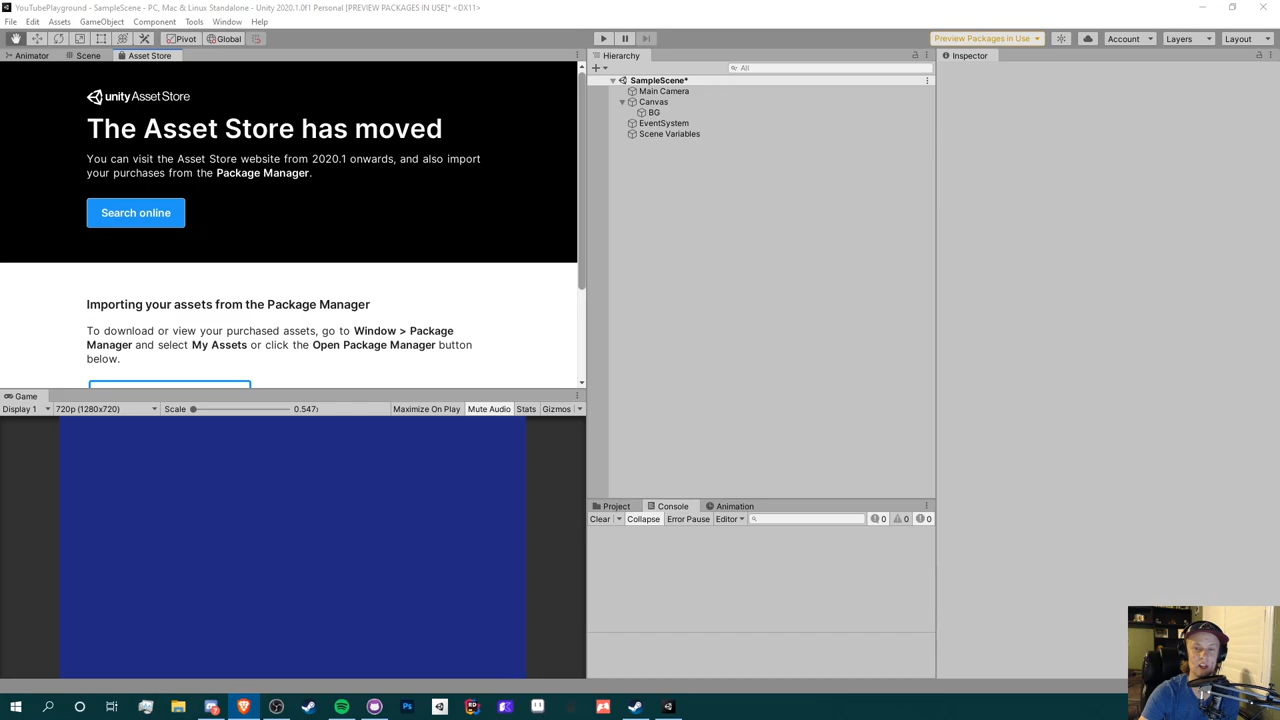 YouTubePlayground - SampleScene - PC, Mac & Linux Standalone - Unity 2020.1.0f1 Personal [PREVIEW PACKAGES IN USE]* <DX11>
File Edit Assets GameObject Component Tools Window Help
Pivot Global Preview Packages in Use Account Layers Layout
Animator Scene Asset Store
Hierarchy
Inspector
All
unity Asset Store
The Asset Store has moved
You can visit the Asset Store website from 2020.1 onwards, and also import
your purchases from the Package Manager.
Search online
Importing your assets from the Package Manager
To download or view your purchased assets, go to Window > Package
Manager and select My Assets or click the Open Package Manager button
below.
SampleScene*
Main Camera
Canvas
BG
EventSystem
Scene Variables
Game
Display 1 720p (1280x720) Scale 0.547x Maximize On Play Mute Audio Stats Gizmos
Project Console Animation
Clear Collapse Error Pause Editor 0 0 0